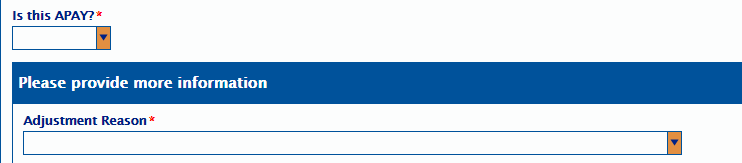 Is this APAY?*
Please provide more information
Adjustment Reason*